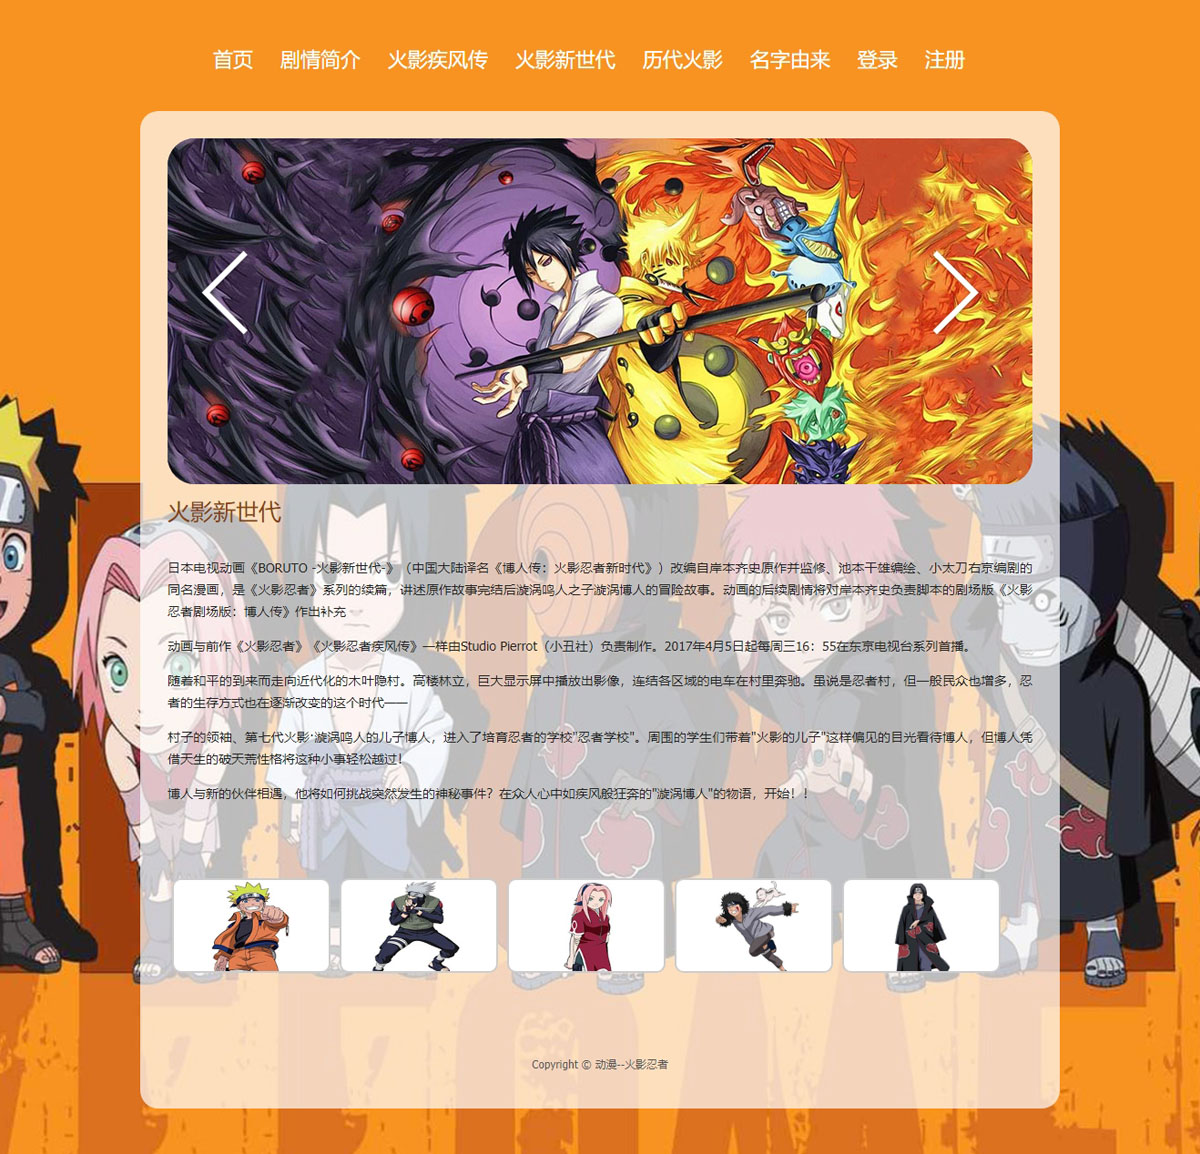 首页 剧情简介 火影疾风传 火影新世代 历代火影 名字由来 登录 注册
火影新世代
日本电视动画《BORUTO -火影新世代-》（中国大陆译名《博人传：火影忍者新时代》）改编自岸本齐史原作并监修、池本干雄编绘、小太刀右京编剧的
同名漫画，是《火影忍者》系列的续篇，讲述原作故事完结后漩涡鸣人之子漩涡博人的冒险故事。动画的后续剧情将对岸本齐史负责脚本的剧场版《火影
忍者剧场版：博人传》作出补充
动画与前作《火影忍者》《火影忍者疾风传》一样由Studio Pierrot（小丑社）负责制作。2017年4月5日起每周三16：55在东京电视台系列首播。
随着和平的到来而走向近代化的木叶隐村。高楼林立，巨大显示屏中播放出影像，连结各区域的电车在村里奔驰。虽说是忍者村，但一般民众也增多，忍
者的生存方式也在逐渐改变的这个时代——
村子的领袖、第七代火影·漩涡鸣人的儿子博人，进入了培育忍者的学校"忍者学校"。周围的学生们带着"火影的儿子"这样偏见的目光看待博人，但博人凭
借天生的破天荒性格将这种小事轻松越过！
博人与新的伙伴相遇，他将如何挑战突然发生的神秘事件？在众人心中如疾风般狂奔的"漩涡博人"的物语，开始！！
Copyright © 动漫--火影忍者